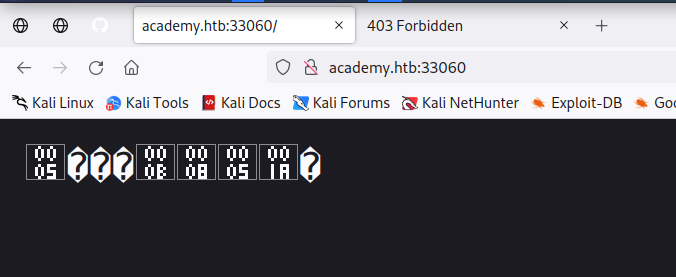 academy.htb:33060/
403 Forbidden
academy.htb:33060
Kali Linux
Kali Tools
Kali Docs
Kali Forums
Kali NetHunter
Exploit-DB
Goo
0005���000B00080005001A�